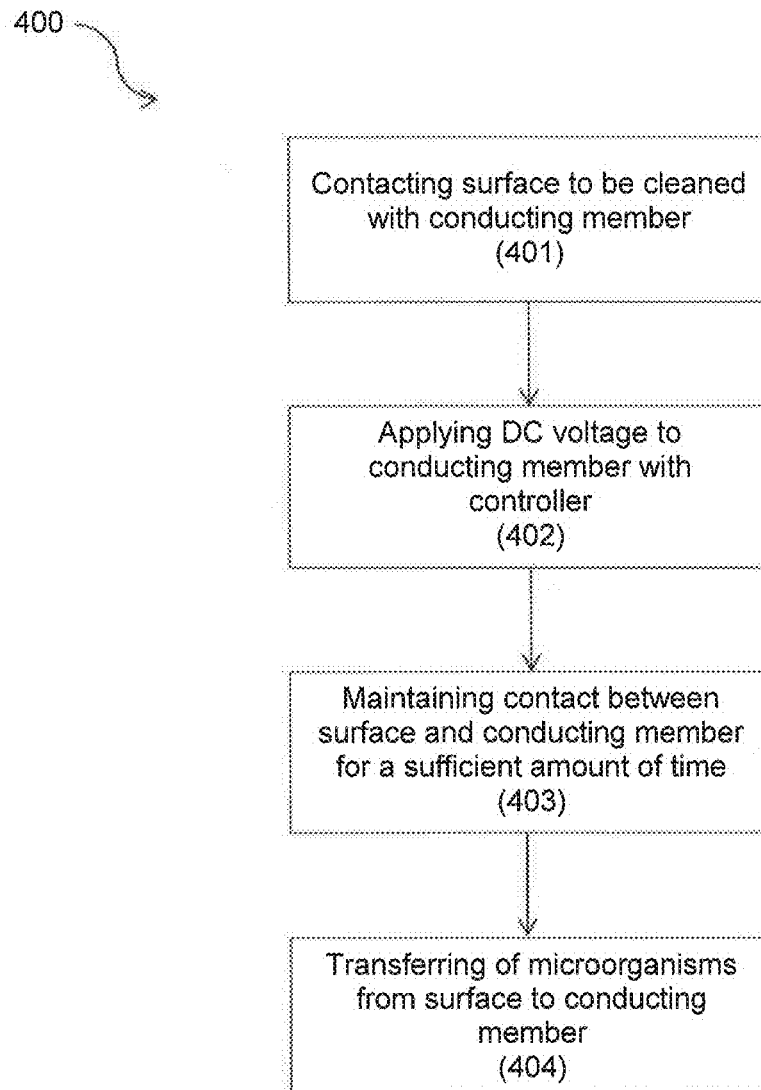 400
Contacting surface to be cleaned
with conducting member
(401)
Applying DC voltage to
conducting member with
controller
(402)
Maintaining contact between
surface and conducting member
for a sufficient amount of time
(403)
Transferring of microorganisms
from surface to conducting
member
(404)